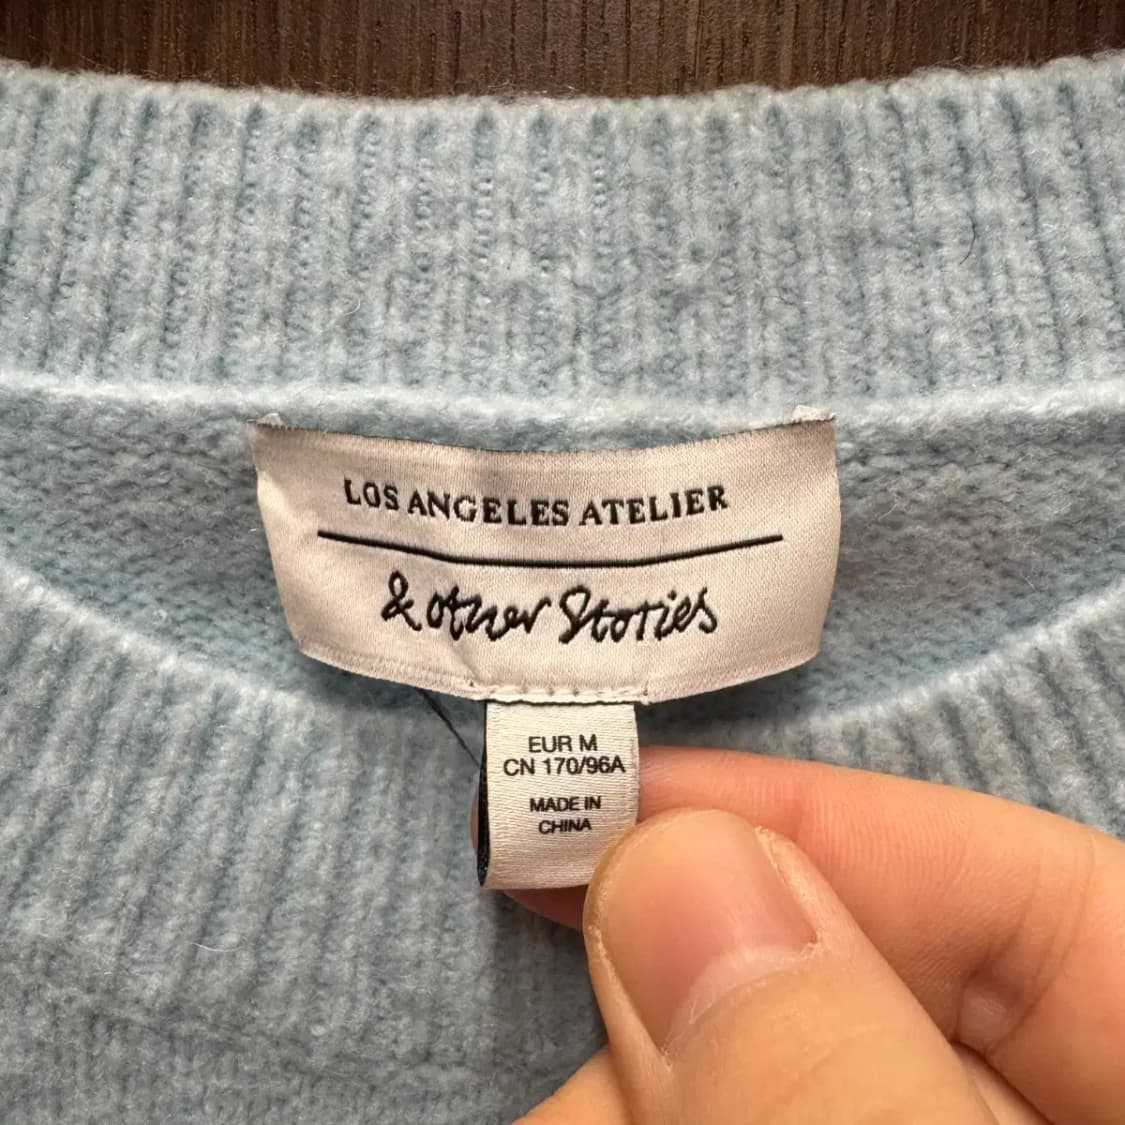 LOS ANGELES ATELIER
& other Stories
EUR M
CN 170/96A
MADE IN
CHINA